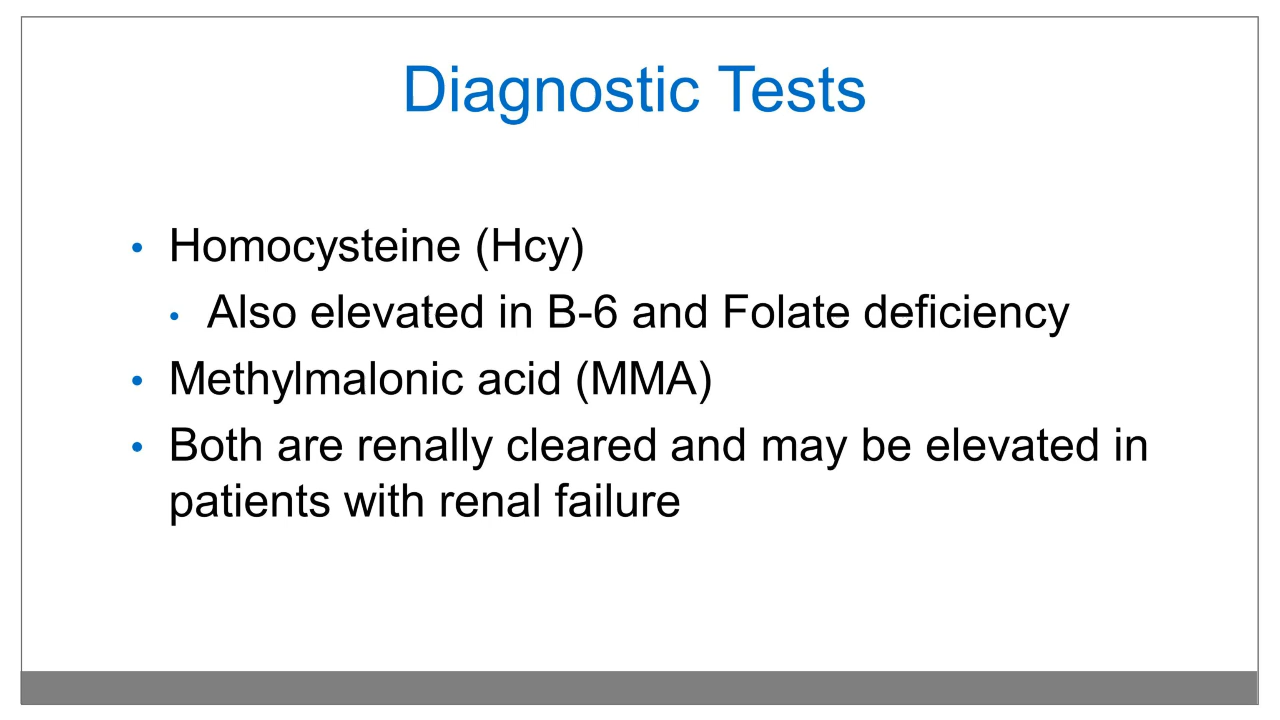 Diagnostic Tests
• Homocysteine (Hcy)
• Also elevated in B-6 and Folate deficiency
• Methylmalonic acid (MMA)
• Both are renally cleared and may be elevated in
patients with renal failure